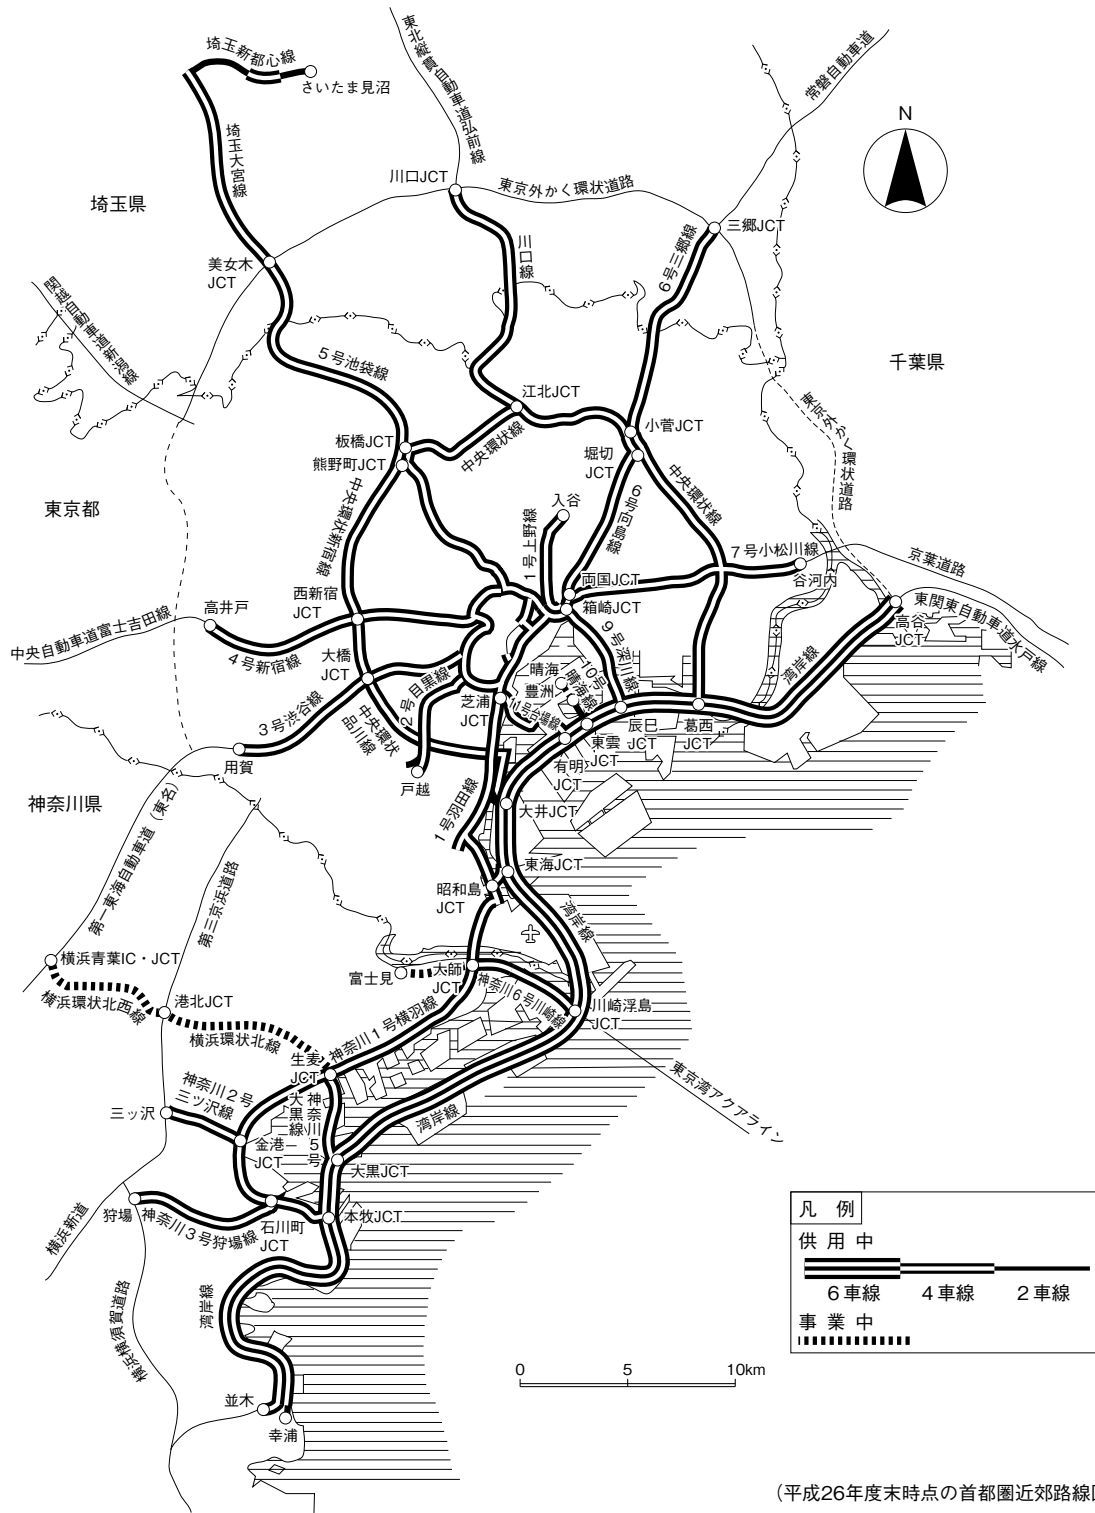 埼玉新都心線
さいたま見沼
東北縦貫自動車道弘前線
常磐自動車道
N
埼玉大宮線
川口JCT
東京外かく環状道路
埼玉県
三郷JCT
川口線
6号三郷線
美女木
JCT
関越自動車道新潟線
5号池袋線
千葉県
江北JCT
東京外かく環状道路
小菅JCT
板橋JCT
中央環状線
堀切
JCT
熊野町JCT
中央環状線
東京都
中央環状新宿線
入谷
1号上野線
6号向島線
7号小松川線
京葉道路
谷河内
両国JCT
西新宿
JCT
高井戸
箱崎JCT
東関東自動車道水戸線
高谷
JCT
中央自動車道富士吉田線
4号新宿線
9号深川線
大橋
JCT
晴海
10号
晴海線
湾岸線
2号目黒線
豊洲
芝浦
JCT
11号台場線
3号渋谷線
中央環状
品川線
辰巳
JCT
葛西
JCT
東雲
JCT
用賀
有明
JCT
戸越
神奈川県
大井JCT
1号羽田線
第一東海自動車道(東名)
東海JCT
第三京浜道路
昭和島
JCT
湾岸線
横浜青葉IC・JCT
富士見
大師
JCT
神奈川6号川崎線
横浜環状北西線
港北JCT
川崎浮島
JCT
神奈川1号横羽線
横浜環状北線
生麦
JCT
東京湾アクアライン
神奈川2号
三ッ沢線
神奈川5号
大黒線
湾岸線
三ッ沢
金港
JCT
大黒JCT
狩場
神奈川3号狩場線
石川町
JCT
本牧JCT
横浜新道
凡 例
供 用 中
6車線
4車線
2車線
事 業 中
湾岸線
横浜横須賀道路
0
5
10km
並木
幸浦
(平成26年度末時点の首都圏近郊路線図